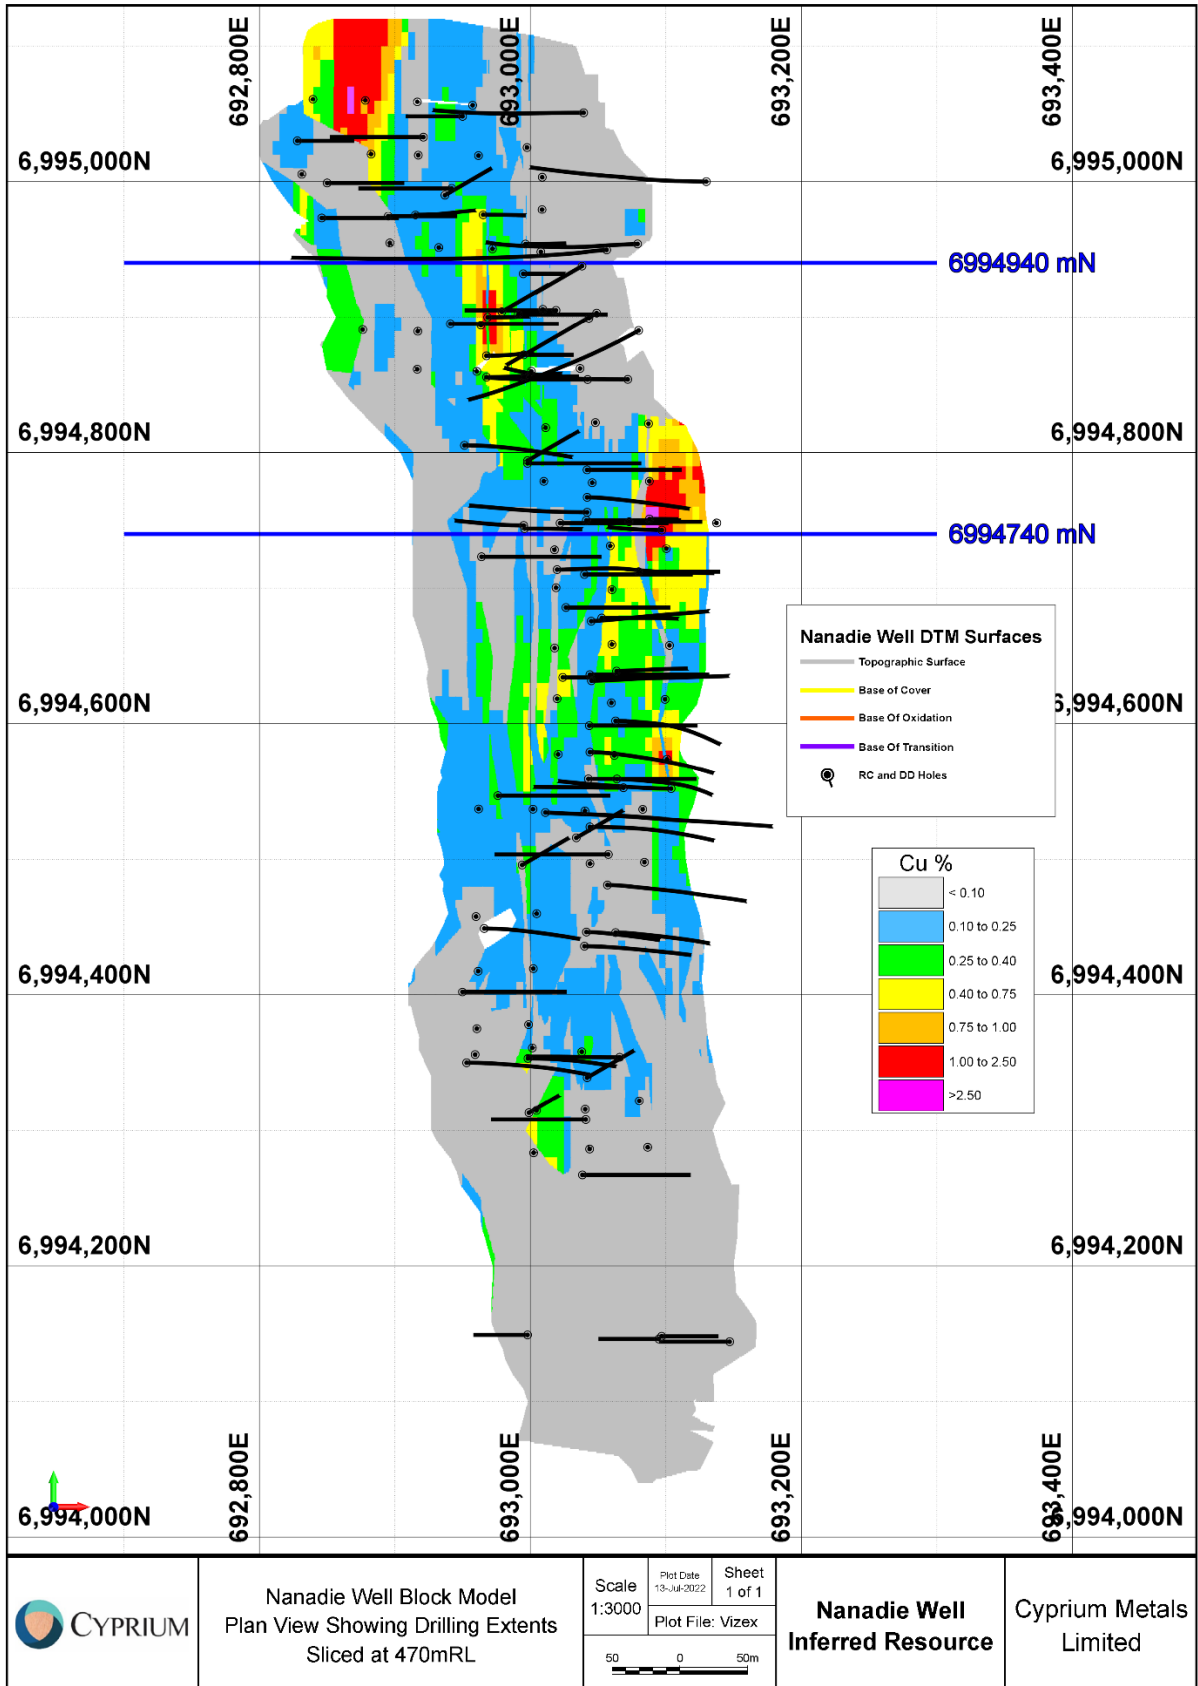 692,800E
693,000E
693,200E
693,400E
6,995,000N
6,995,000N
6994940 mN
6,994,800N
6,994,800N
6994740 mN
Nanadie Well DTM Surfaces
Topographic Surface
Base of Cover
Base Of Oxidation
Base Of Transition
RC and DD Holes
6,994,600N
6,994,600N
Cu %
< 0.10
0.10 to 0.25
0.25 to 0.40
0.40 to 0.75
0.75 to 1.00
1.00 to 2.50
>2.50
6,994,400N
6,994,400N
6,994,200N
6,994,200N
692,800E
693,000E
693,200E
693,400E
6,994,000N
6,994,000N
CYPRIUM
Nanadie Well Block Model
Plan View Showing Drilling Extents
Sliced at 470mRL
Scale
1:3000
Plot Date
13-Jul-2022
Sheet
1 of 1
Plot File: Vizex
50 0 50m
Nanadie Well
Inferred Resource
Cyprium Metals
Limited